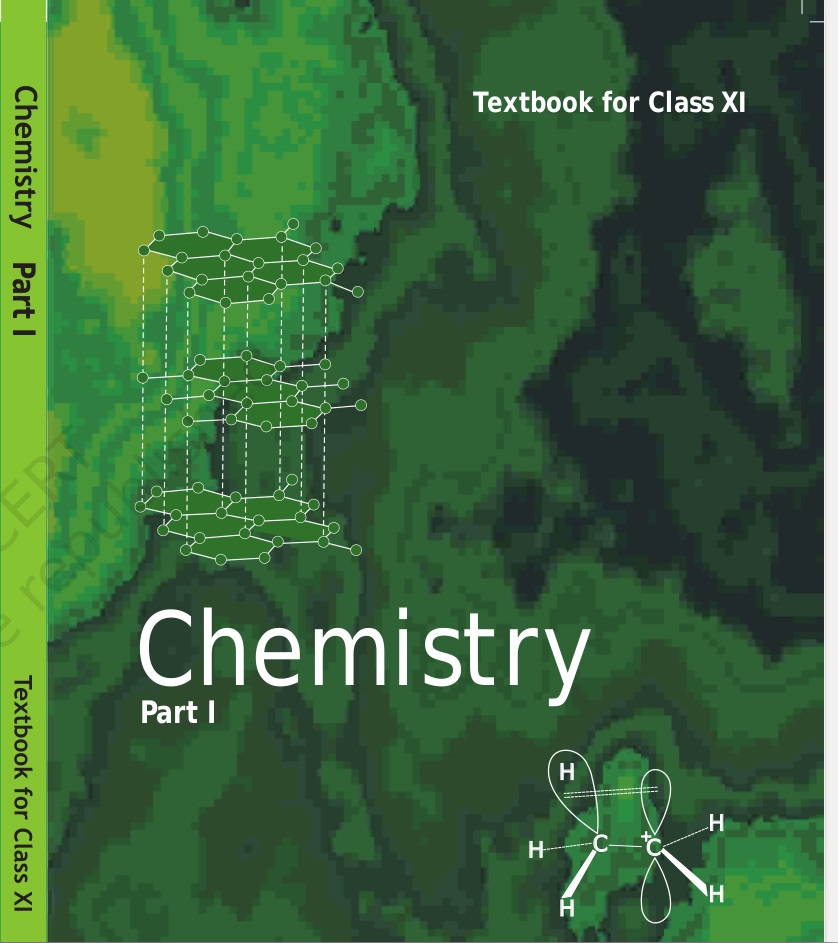 Chemistry Part I
Textbook for Class XI
Textbook for Class XI
Chemistry
Part I
H
H
H C +C
H
H